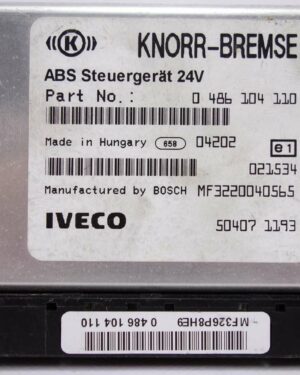 K KNORR-BREMSE
ABS Steuergerät 24V
Part No.: 0 486 104 110
Made in Hungary 658 04202 e1
021534
Manufactured by BOSCH MF3220040565
IVECO 50407 1193
MF326P8HE9 0 486 104 110